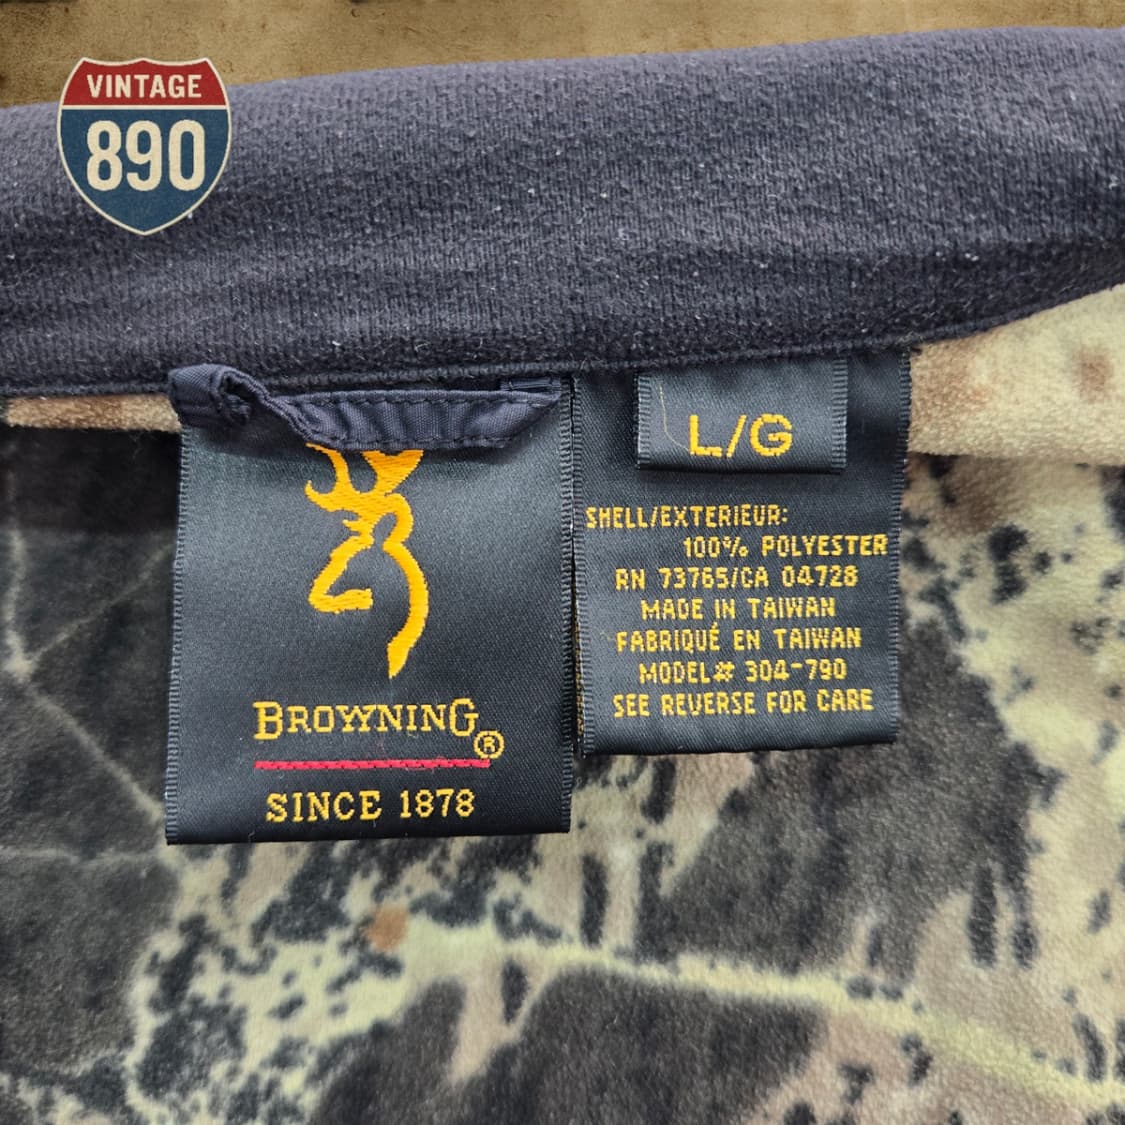 VINTAGE
890
L/G
SHELL/EXTERIEUR:
100% POLYESTER
RN 73765/CA 04728
MADE IN TAIWAN
FABRIQUÉ EN TAIWAN
MODEL# 304-790
SEE REVERSE FOR CARE
BROWNING®
SINCE 1878